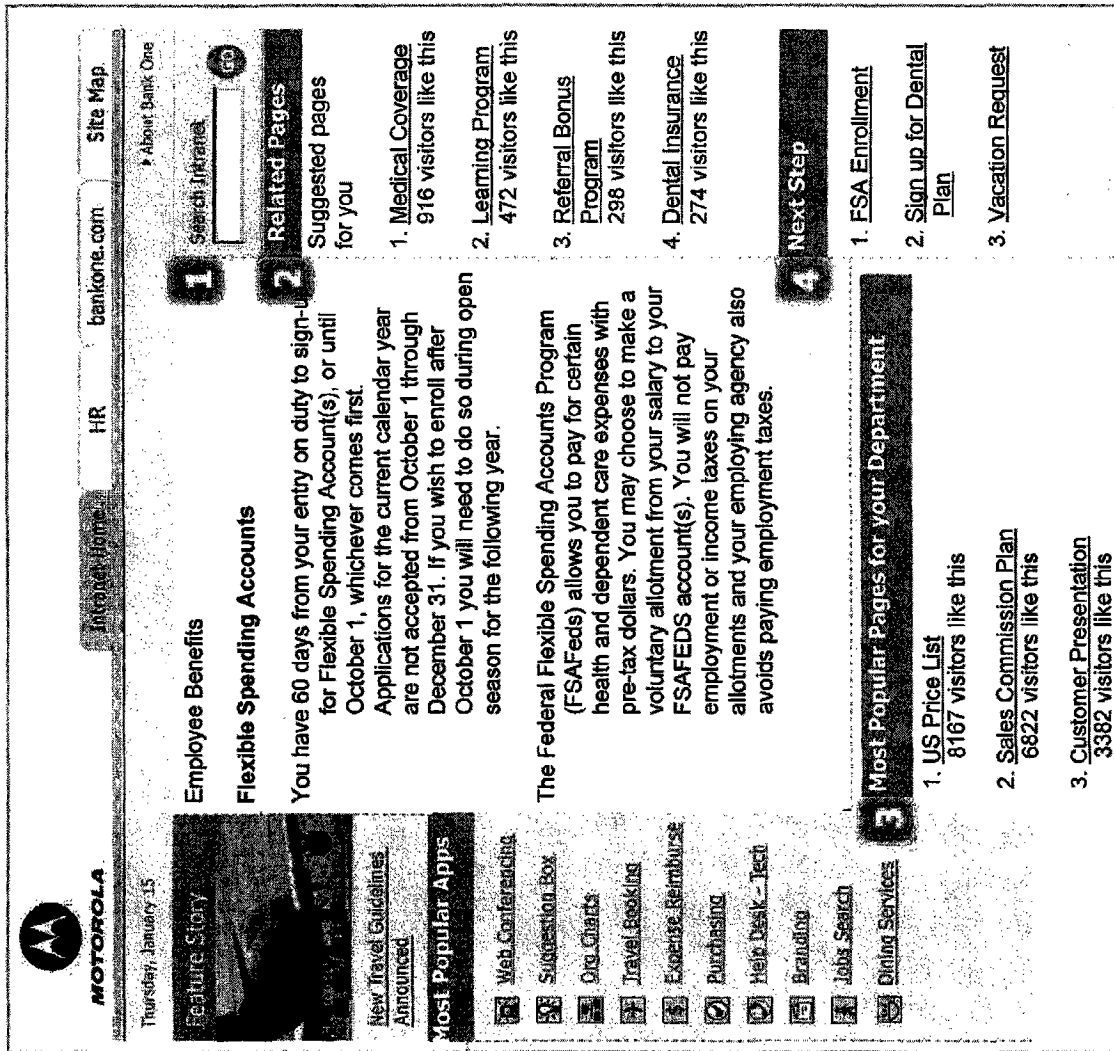 MOTOROLA
Intranet Home
HR
bankone.com
Site Map
Thursday, January 15
About Bank One
Feature Story
New Travel Guidelines
Announced
Most Popular Apps
Web Conferencing
Suggestion Box
Org Charts
Travel Booking
Expense Reimburse
Purchasing
Help Desk - Tech
Branding
Jobs Search
Dining Services
Employee Benefits
Flexible Spending Accounts
You have 60 days from your entry on duty to sign-u
for Flexible Spending Account(s), or until
October 1, whichever comes first.
Applications for the current calendar year
are not accepted from October 1 through
December 31. If you wish to enroll after
October 1 you will need to do so during open
season for the following year.
The Federal Flexible Spending Accounts Program
(FSAFeds) allows you to pay for certain
health and dependent care expenses with
pre-tax dollars. You may choose to make a
voluntary allotment from your salary to your
FSAFEDS account(s). You will not pay
employment or income taxes on your
allotments and your employing agency also
avoids paying employment taxes.
3 Most Popular Pages for your Department
1. US Price List
8167 visitors like this
2. Sales Commission Plan
6822 visitors like this
3. Customer Presentation
3382 visitors like this
1
Search Intranet
Go
2 Related Pages
Suggested pages
for you
1. Medical Coverage
916 visitors like this
2. Learning Program
472 visitors like this
3. Referral Bonus
Program
298 visitors like this
4. Dental Insurance
274 visitors like this
4 Next Step
1. FSA Enrollment
2. Sign up for Dental
Plan
3. Vacation Request